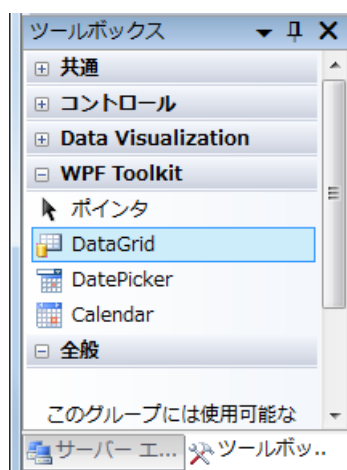 ツールボックス
共通
コントロール
Data Visualization
WPF Toolkit
ポインタ
DataGrid
DatePicker
Calendar
全般
このグループには使用可能な
サーバー エ... ツールボッ..